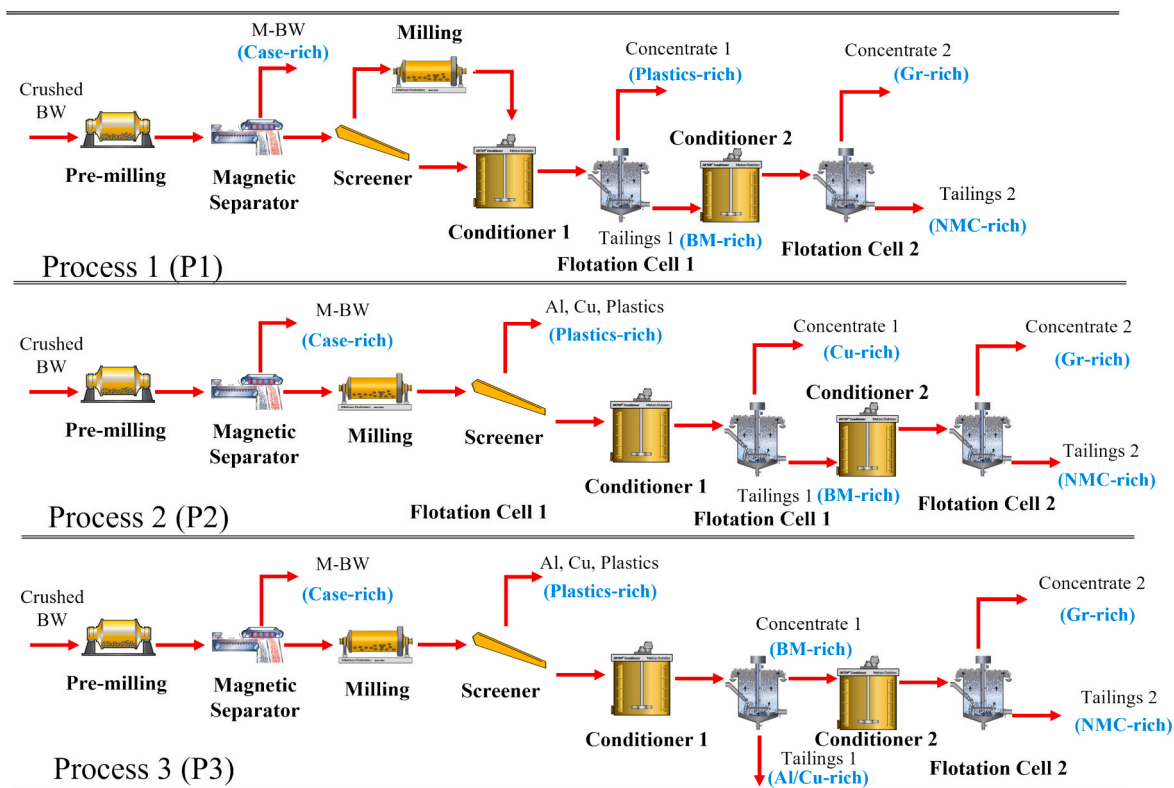 Milling
M-BW
(Case-rich)
Concentrate 1
(Plastics-rich)
Concentrate 2
(Gr-rich)
Crushed
BW
Conditioner 2
Pre-milling
Magnetic
Separator
Screener
Conditioner 1
Tailings 1 (BM-rich)
Flotation Cell 1
Tailings 2
(NMC-rich)
Flotation Cell 2
Process 1 (P1)
M-BW
(Case-rich)
Al, Cu, Plastics
(Plastics-rich)
Concentrate 1
(Cu-rich)
Concentrate 2
(Gr-rich)
Crushed
BW
Conditioner 2
Pre-milling
Magnetic
Separator
Milling
Screener
Conditioner 1
Tailings 1 (BM-rich)
Tailings 2
(NMC-rich)
Flotation Cell 2
Flotation Cell 1
Flotation Cell 1
Process 2 (P2)
M-BW
(Case-rich)
Al, Cu, Plastics
(Plastics-rich)
Concentrate 2
(Gr-rich)
Crushed
BW
Concentrate 1
(BM-rich)
Pre-milling
Magnetic
Separator
Milling
Screener
Conditioner 1
Conditioner 2
Tailings 2
(NMC-rich)
Tailings 1
(Al/Cu-rich)
Flotation Cell 2
Process 3 (P3)